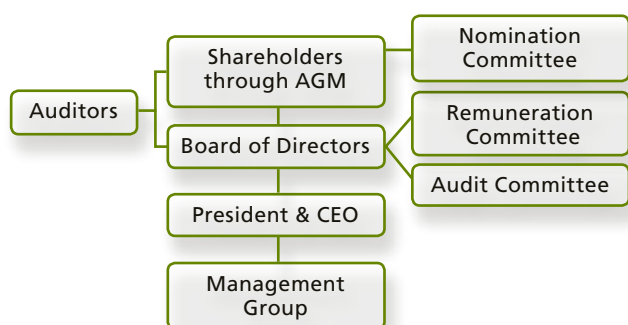 Shareholders
through AGM
Nomination
Committee
Auditors
Board of Directors
Remuneration
Committee
Audit Committee
President & CEO
Management
Group